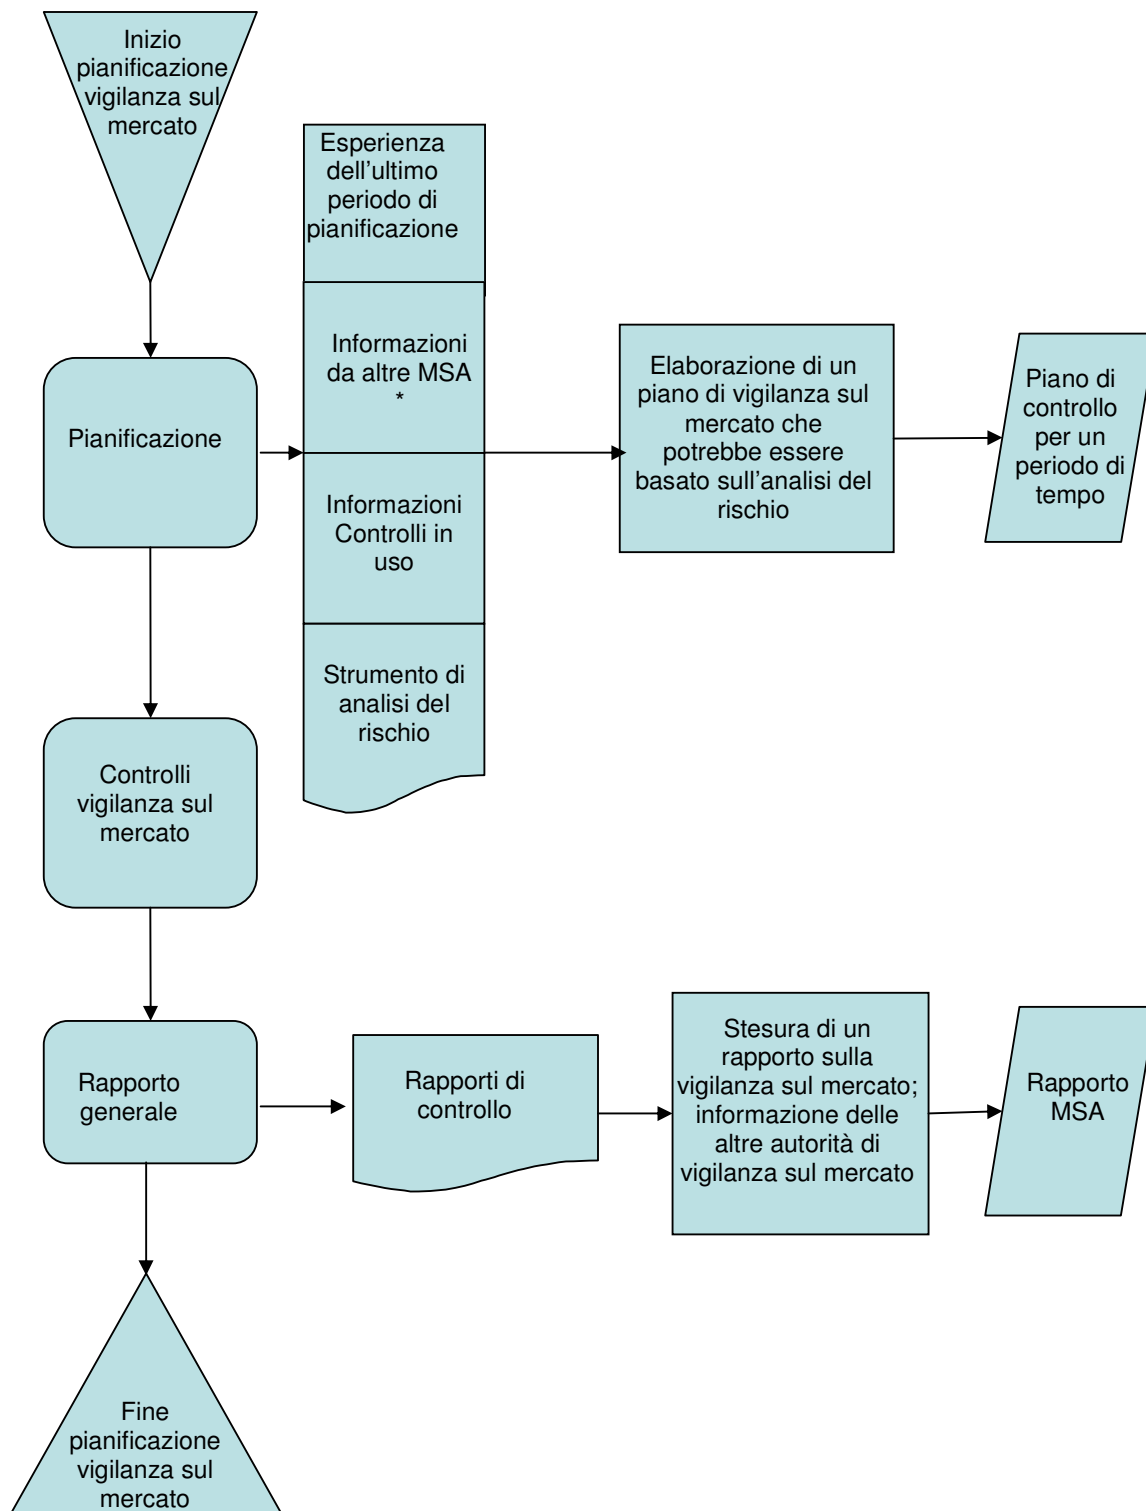 Inizio
pianificazione
vigilanza sul
mercato
Esperienza
dell'ultimo
periodo di
pianificazione
Informazioni
da altre MSA
*
Informazioni
Controlli in
uso
Strumento di
analisi del
rischio
Pianificazione
Elaborazione di un
piano di vigilanza sul
mercato che
potrebbe essere
basato sull'analisi del
rischio
Piano di
controllo
per un
periodo di
tempo
Controlli
vigilanza sul
mercato
Rapporto
generale
Rapporti di
controllo
Stesura di un
rapporto sulla
vigilanza sul mercato;
informazione delle
altre autorità di
vigilanza sul mercato
Rapporto
MSA
Fine
pianificazione
vigilanza sul
mercato